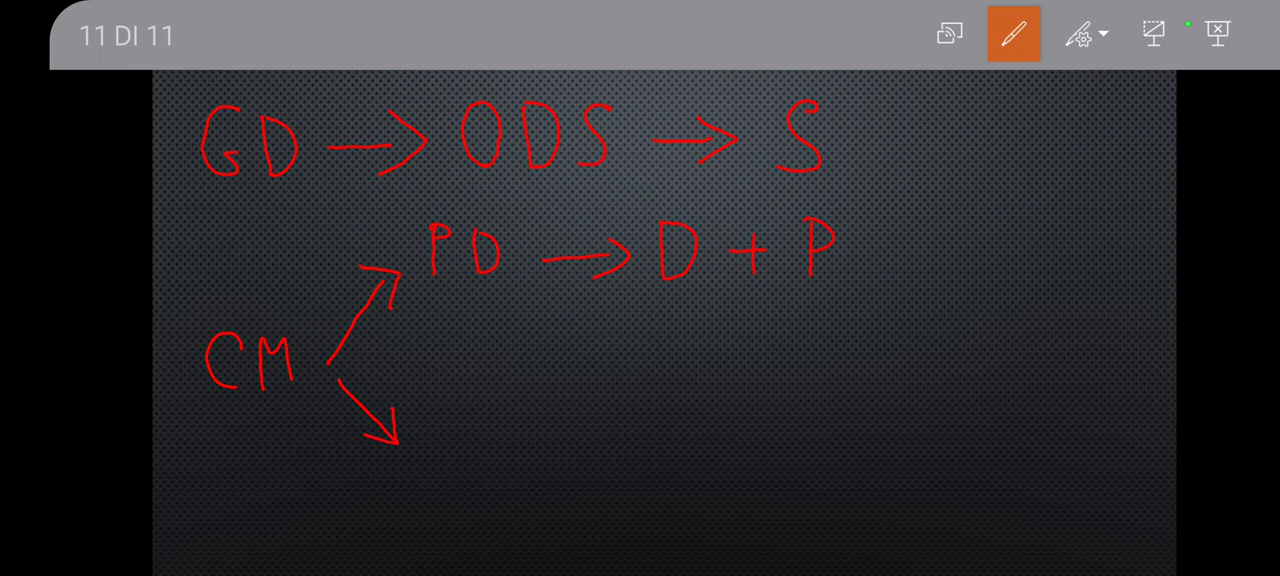 11 DI 11
GD → ODS → S
PD → D + P
CM